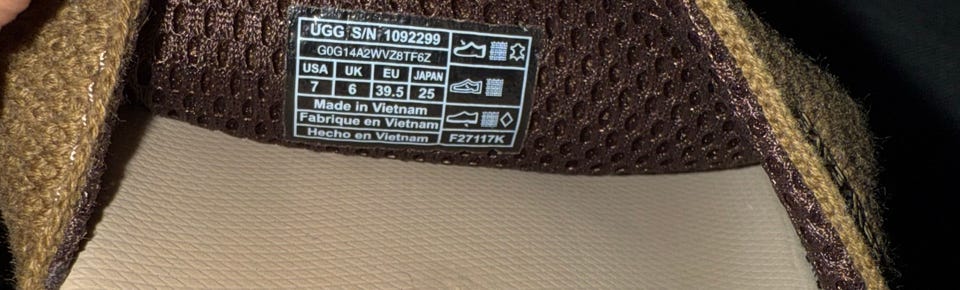 UGG S/N 1092299
G0G14A2WVZ8TF6Z
USA UK EU JAPAN
7 6 39.5 25
Made in Vietnam
Fabrique en Vietnam
Hecho en Vietnam
F27117K